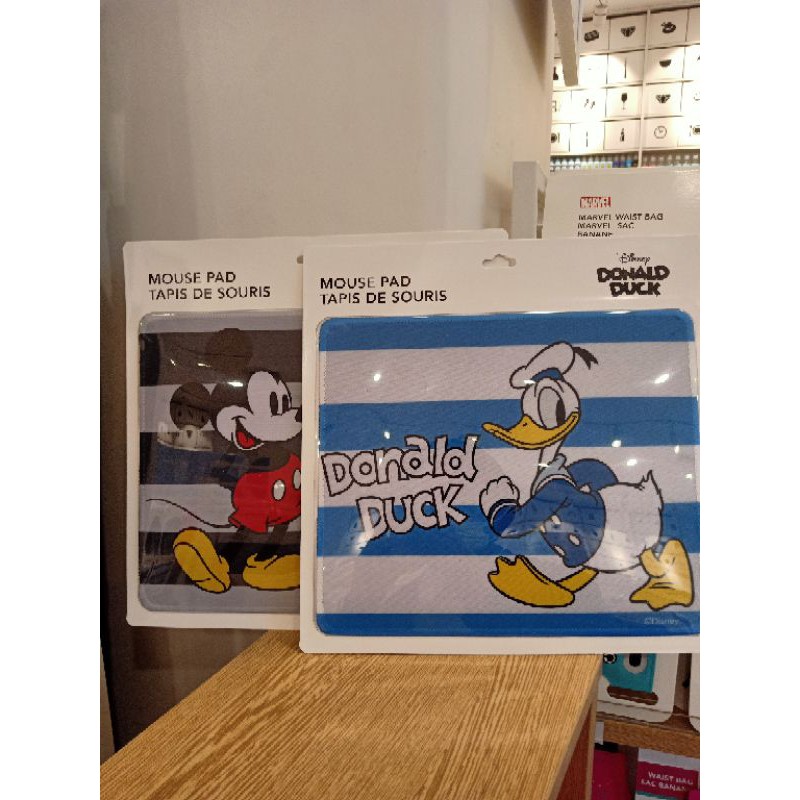 MARVEL
MARVEL WAIST BAG
MARVEL SAC
BANANE
MOUSE PAD
TAPIS DE SOURIS
MOUSE PAD
TAPIS DE SOURIS
Disney
DONALD
DUCK
Donald
DUCK
©Disney
WAIST BAG
SAC BANANE